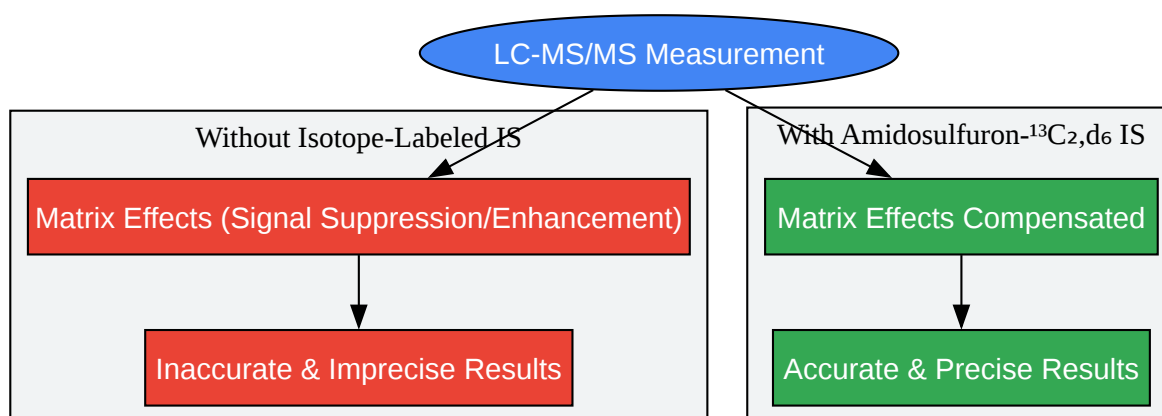 LC-MS/MS Measurement
Without Isotope-Labeled IS
With Amidosulfuron-¹³C₂,d₆ IS
Matrix Effects (Signal Suppression/Enhancement)
Matrix Effects Compensated
Inaccurate & Imprecise Results
Accurate & Precise Results